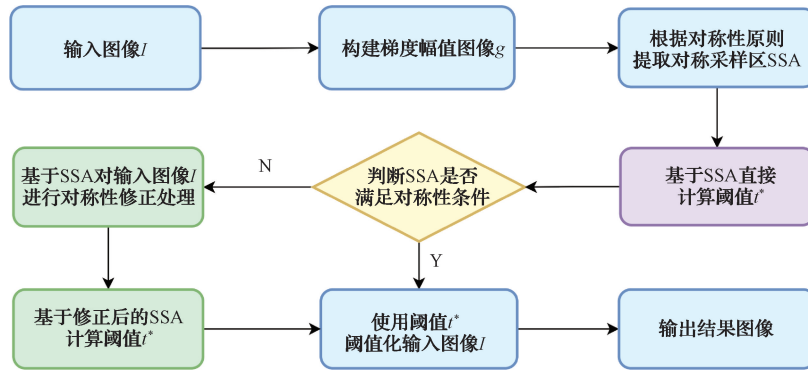 输入图像I
构建梯度幅值图像g
根据对称性原则
提取对称采样区SSA
基于SSA直接
计算阈值t*
判断SSA是否
满足对称性条件
N
基于SSA对输入图像I
进行对称性修正处理
Y
基于修正后的SSA
计算阈值t*
使用阈值t*
阈值化输入图像I
输出结果图像